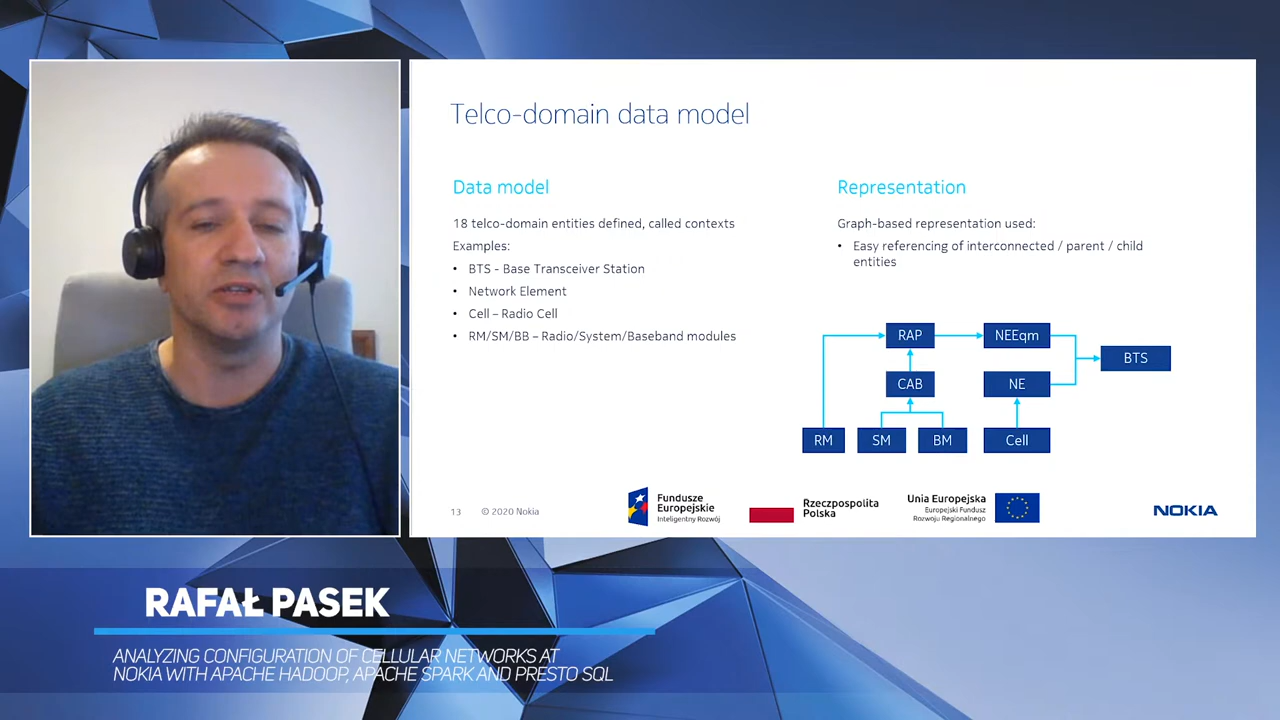 Telco-domain data model
Data model
18 telco-domain entities defined, called contexts
Examples:
• BTS - Base Transceiver Station
• Network Element
• Cell – Radio Cell
• RM/SM/BB – Radio/System/Baseband modules
Representation
Graph-based representation used:
• Easy referencing of interconnected / parent / child
entities
RAP
NEEqm
BTS
CAB
NE
RM
SM
BM
Cell
13
© 2020 Nokia
Fundusze
Europejskie
Inteligentny Rozwój
Rzeczpospolita
Polska
Unia Europejska
Europejski Fundusz
Rozwoju Regionalnego
NOKIA
RAFAŁ PASEK
ANALYZING CONFIGURATION OF CELLULAR NETWORKS AT
NOKIA WITH APACHE HADOOP, APACHE SPARK AND PRESTO SQL